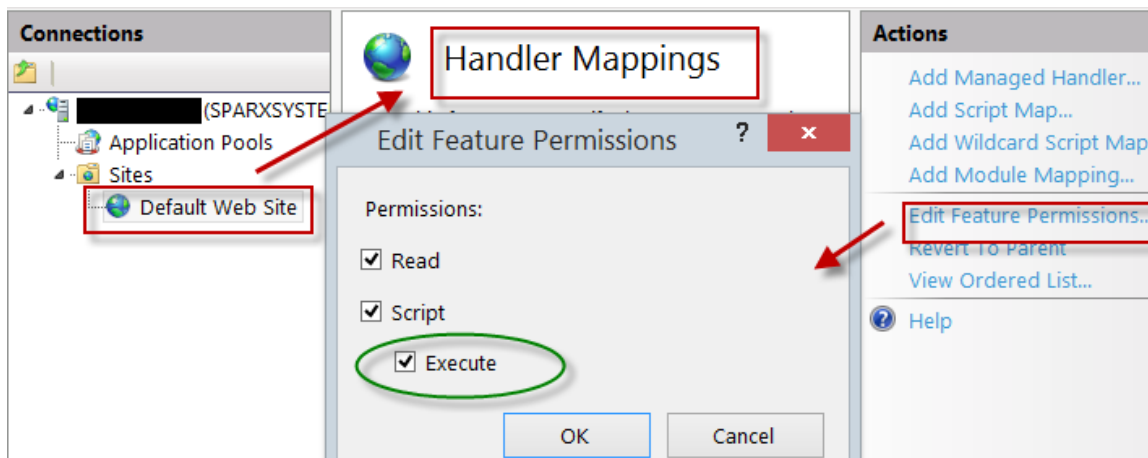 Connections
(SPARXSYSTE
Application Pools
Sites
Default Web Site
Handler Mappings
Edit Feature Permissions
?
x
Permissions:
Read
Script
Execute
OK
Cancel
Actions
Add Managed Handler...
Add Script Map...
Add Wildcard Script Map
Add Module Mapping...
Edit Feature Permissions...
Revert To Parent
View Ordered List...
Help